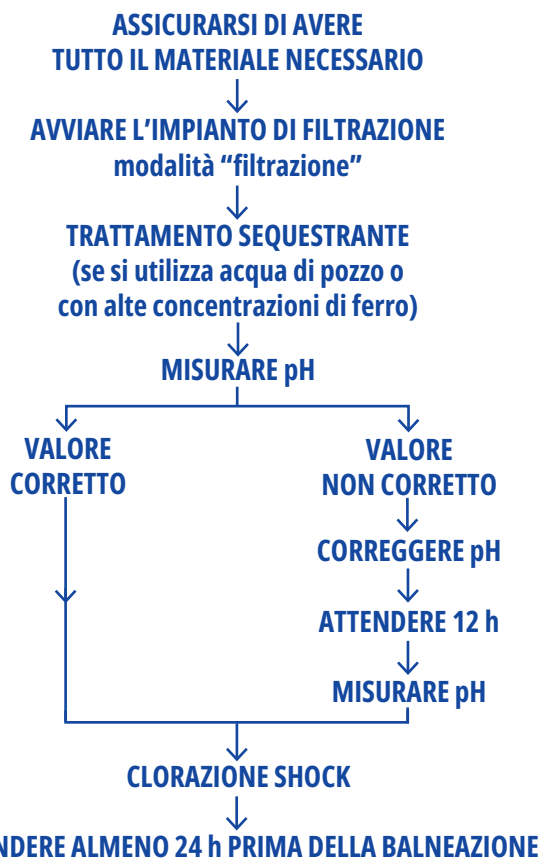 ASSICURARSI DI AVERE
TUTTO IL MATERIALE NECESSARIO
AVVIARE L’IMPIANTO DI FILTRAZIONE
modalità “filtrazione”
TRATTAMENTO SEQUESTRANTE
(se si utilizza acqua di pozzo o
con alte concentrazioni di ferro)
MISURARE pH
VALORE
CORRETTO
VALORE
NON CORRETTO
CORREGGERE pH
ATTENDERE 12 h
MISURARE pH
CLORAZIONE SHOCK
NDERE ALMENO 24 h PRIMA DELLA BALNEAZIONE